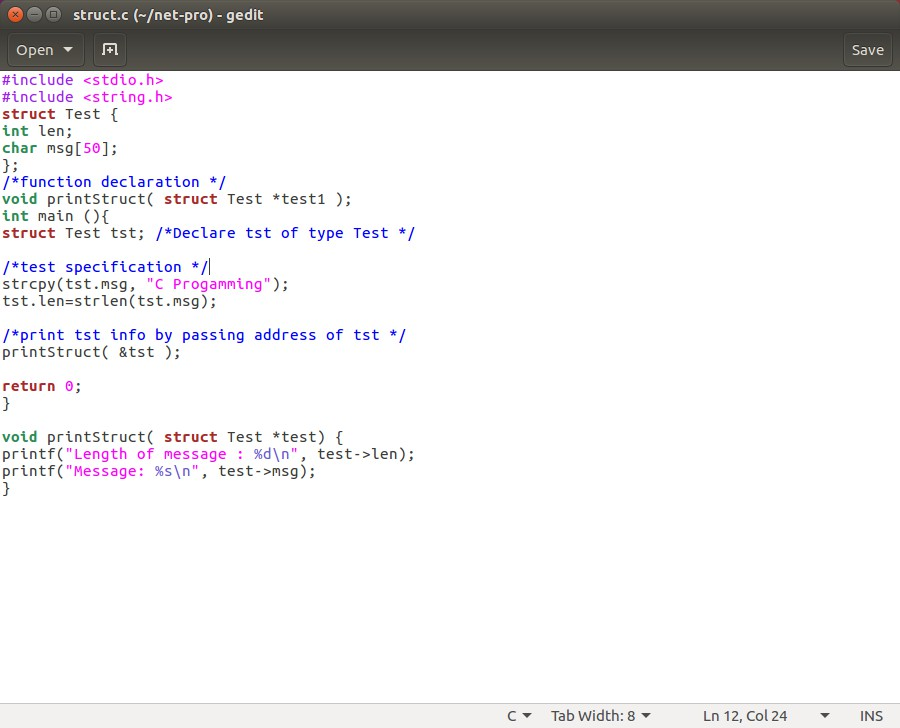 struct.c (~/net-pro) - gedit
Open
Save
#include <stdio.h>
#include <string.h>
struct Test {
int len;
char msg[50];
};
/*function declaration */
void printStruct( struct Test *test1 );
int main (){
struct Test tst; /*Declare tst of type Test */
/*test specification */
strcpy(tst.msg, "C Progamming");
tst.len=strlen(tst.msg);
/*print tst info by passing address of tst */
printStruct( &tst );
return 0;
}
void printStruct( struct Test *test) {
printf("Length of message : %d\n", test->len);
printf("Message: %s\n", test->msg);
}
C Tab Width: 8 Ln 12, Col 24 INS